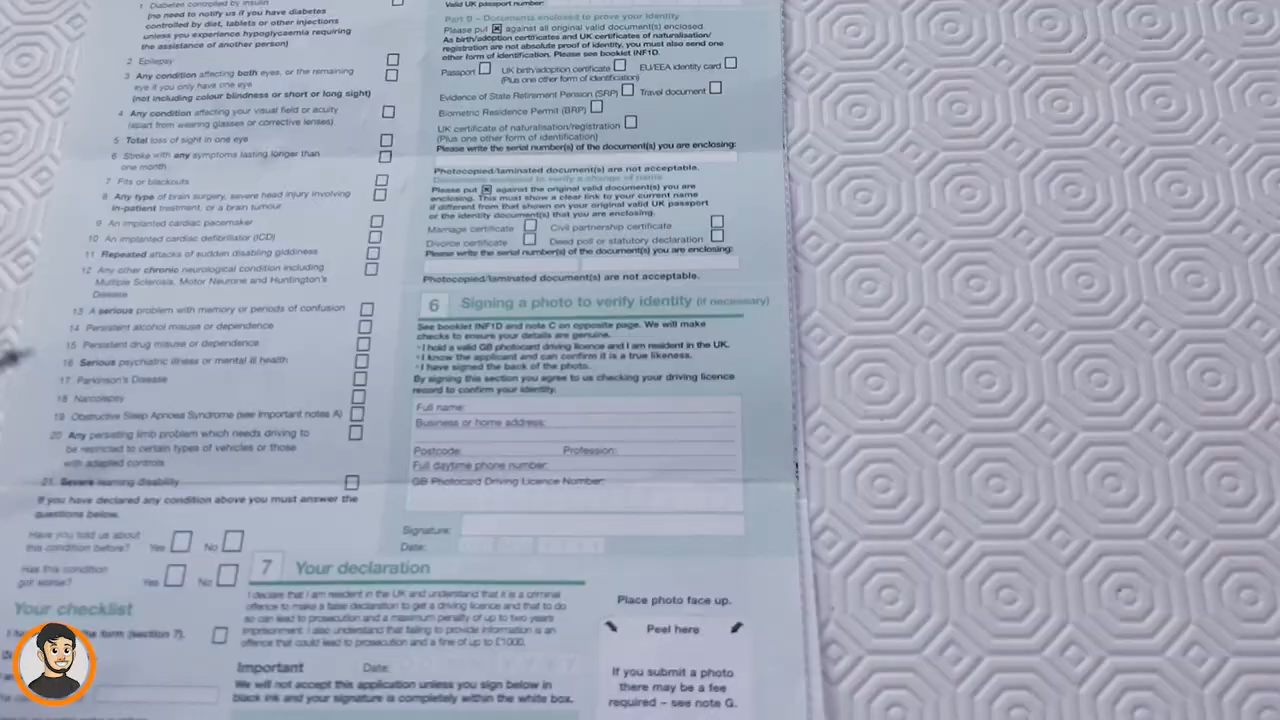 1 Diabetes controlled by insulin
(no need to notify us if you have diabetes
controlled by diet, tablets or other injections
unless you experience hypoglycaemia requiring
the assistance of another person)
2 Epilepsy
3 Any condition affecting both eyes, or the remaining
eye if you only have one eye
(not including colour blindness or short or long sight)
4 Any condition affecting your visual field or acuity
(apart from wearing glasses or corrective lenses)
5 Total loss of sight in one eye
6 Stroke with any symptoms lasting longer than
one month
7 Fits or blackouts
8 Any type of brain surgery, severe head injury involving
in-patient treatment, or a brain tumour
9 An implanted cardiac pacemaker
10 An implanted cardiac defibrillator (ICD)
11 Repeated attacks of sudden disabling giddiness
12 Any other chronic neurological condition including
Multiple Sclerosis, Motor Neurone and Huntington's
Disease
13 A serious problem with memory or periods of confusion
14 Persistent alcohol misuse or dependence
15 Persistent drug misuse or dependence
16 Serious psychiatric illness or mental ill health
17 Parkinson's Disease
18 Narcolepsy
19 Obstructive Sleep Apnoea Syndrome (see Important notes A)
20 Any persisting limb problem which needs driving to
be restricted to certain types of vehicles or those
with adapted controls
21 Severe learning disability
If you have declared any condition above you must answer the
questions below.
Have you told us about
this condition before? Yes No
Has this condition
got worse? Yes No
Your checklist
the form (section 7).
Valid UK passport number:
Part B – Documents enclosed to prove your identity
Please put X against all original valid document(s) enclosed.
As birth/adoption certificates and UK certificates of naturalisation/
registration are not absolute proof of identity, you must also send one
other form of identification. Please see booklet INF1D.
Passport UK birth/adoption certificate EU/EEA identity card
(Plus one other form of identification)
Evidence of State Retirement Pension (SRP) Travel document
Biometric Residence Permit (BRP)
UK certificate of naturalisation/registration
(Plus one other form of identification)
Please write the serial number(s) of the document(s) you are enclosing:
Photocopied/laminated document(s) are not acceptable.
Documents enclosed to verify a change of name
Please put X against the original valid document(s) you are
enclosing. This must show a clear link to your current name
if different from that shown on your original valid UK passport
or the identity document(s) that you are enclosing.
Marriage certificate Civil partnership certificate
Divorce certificate Deed poll or statutory declaration
Please write the serial number(s) of the document(s) you are enclosing:
Photocopied/laminated document(s) are not acceptable.
6 Signing a photo to verify identity (if necessary)
See booklet INF1D and note C on opposite page. We will make
checks to ensure your details are genuine.
• I hold a valid GB photocard driving licence and I am resident in the UK.
• I know the applicant and can confirm it is a true likeness.
• I have signed the back of the photo.
By signing this section you agree to us checking your driving licence
record to confirm your identity.
Full name:
Business or home address:
Postcode: Profession:
Full daytime phone number:
GB Photocard Driving Licence Number:
Signature:
Date:
7 Your declaration
I declare that I am resident in the UK and understand that it is a criminal
offence to make a false declaration to get a driving licence and that to do
so can lead to prosecution and a maximum penalty of up to two years
imprisonment. I also understand that failing to provide information is an
offence that could lead to prosecution and a fine of up to £1000.
Important Date:
We will not accept this application unless you sign below in
black ink and your signature is completely within the white box.
Place photo face up.
Peel here
If you submit a photo
there may be a fee
required – see note G.